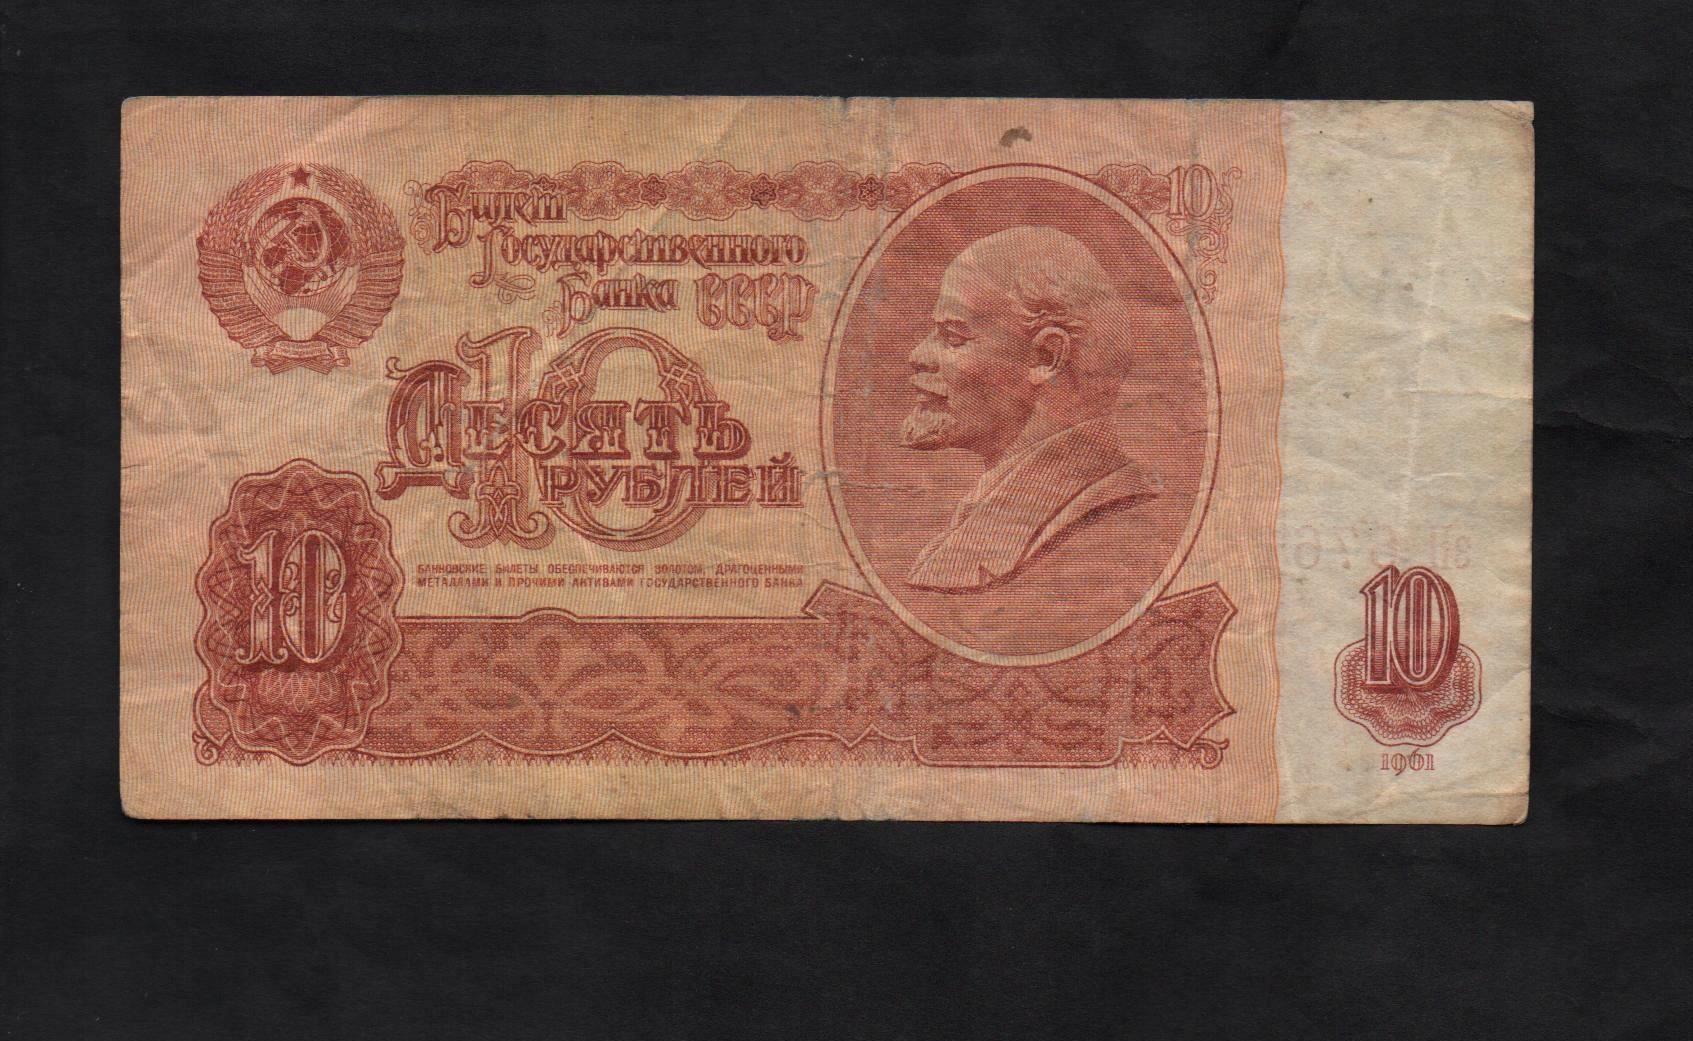 Билет
Государственного
Банка СССР
10
10
Десять
рублей
БАНКОВСКИЕ БИЛЕТЫ ОБЕСПЕЧИВАЮТСЯ ЗОЛОТОМ, ДРАГОЦЕННЫМИ
МЕТАЛЛАМИ И ПРОЧИМИ АКТИВАМИ ГОСУДАРСТВЕННОГО БАНКА
10
10
1961